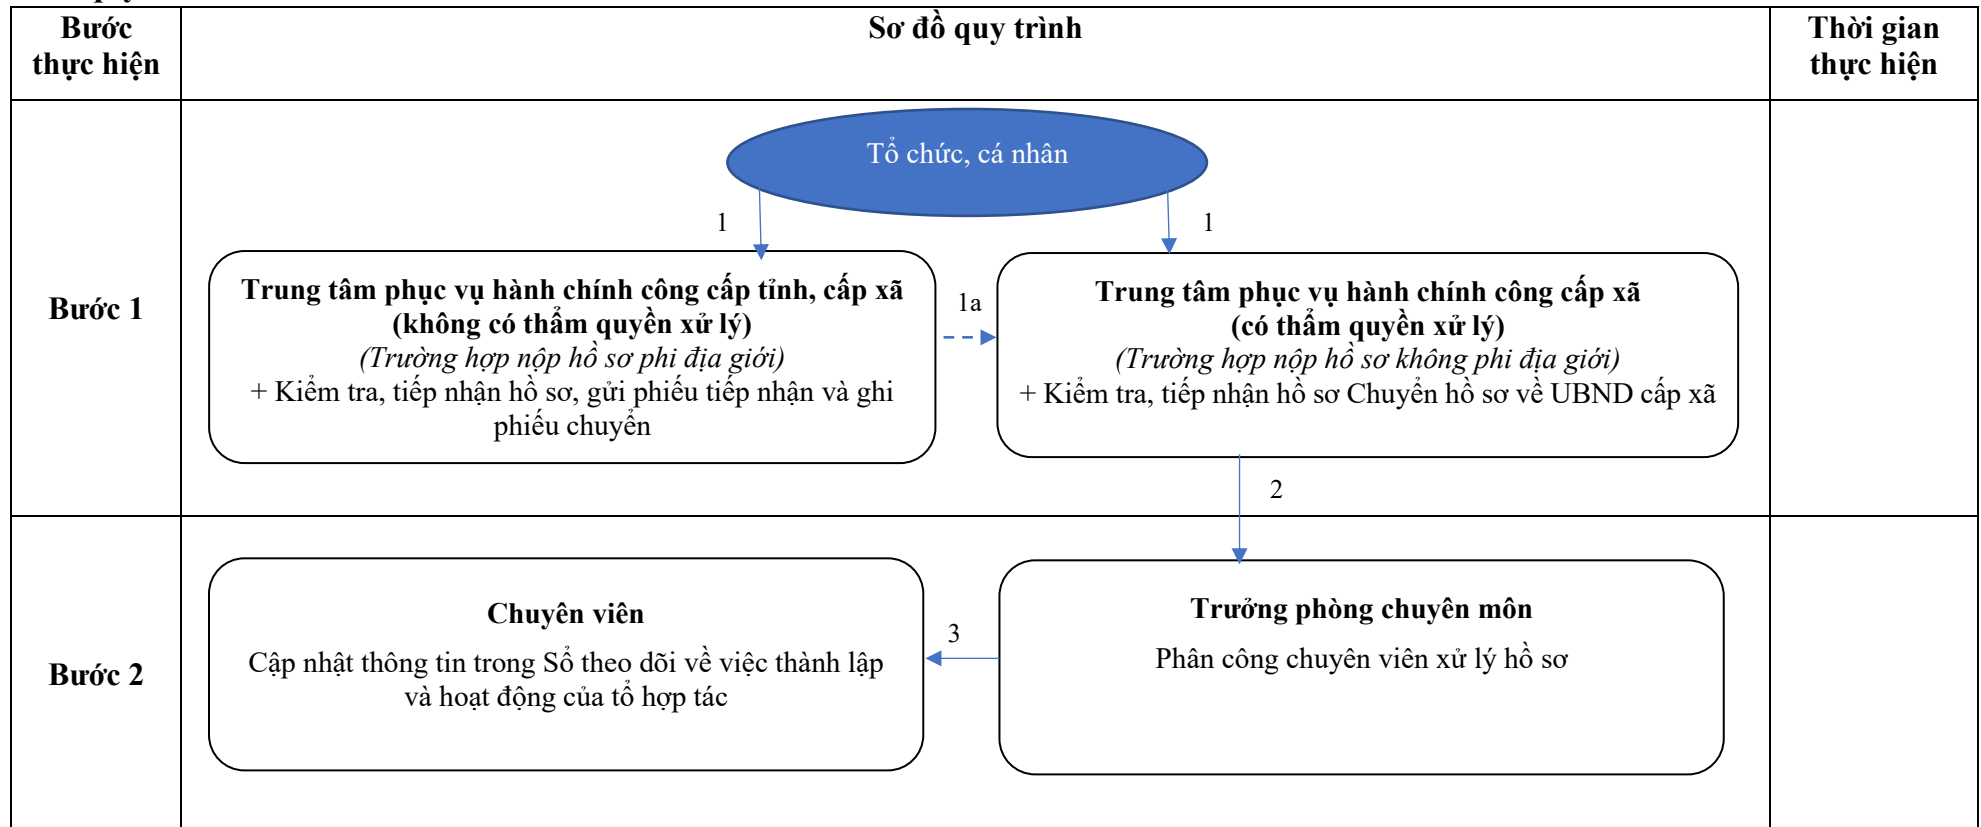 Bước
thực hiện
Sơ đồ quy trình
Thời gian
thực hiện
Tổ chức, cá nhân
1
1
Bước 1
Trung tâm phục vụ hành chính công cấp tỉnh, cấp xã
(không có thẩm quyền xử lý)
(Trường hợp nộp hồ sơ phi địa giới)
+ Kiểm tra, tiếp nhận hồ sơ, gửi phiếu tiếp nhận và ghi
phiếu chuyển
1a
Trung tâm phục vụ hành chính công cấp xã
(có thẩm quyền xử lý)
(Trường hợp nộp hồ sơ không phi địa giới)
+ Kiểm tra, tiếp nhận hồ sơ Chuyển hồ sơ về UBND cấp xã
2
Bước 2
Chuyên viên
Cập nhật thông tin trong Sổ theo dõi về việc thành lập
và hoạt động của tổ hợp tác
3
Trưởng phòng chuyên môn
Phân công chuyên viên xử lý hồ sơ